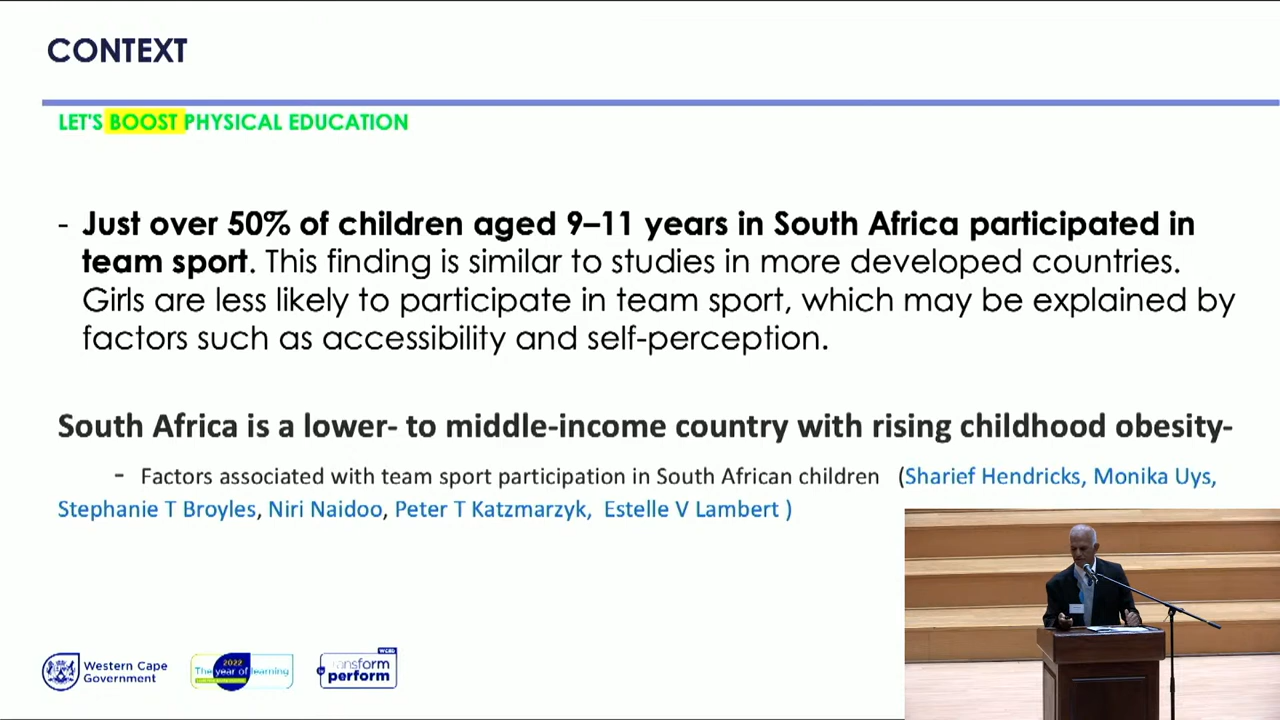 CONTEXT
LET'S BOOST PHYSICAL EDUCATION
- Just over 50% of children aged 9–11 years in South Africa participated in
team sport. This finding is similar to studies in more developed countries.
Girls are less likely to participate in team sport, which may be explained by
factors such as accessibility and self-perception.
South Africa is a lower- to middle-income country with rising childhood obesity-
- Factors associated with team sport participation in South African children (Sharief Hendricks, Monika Uys,
Stephanie T Broyles, Niri Naidoo, Peter T Katzmarzyk, Estelle V Lambert )
Western Cape
Government
2022
The year of learning
WCED
transform
to perform